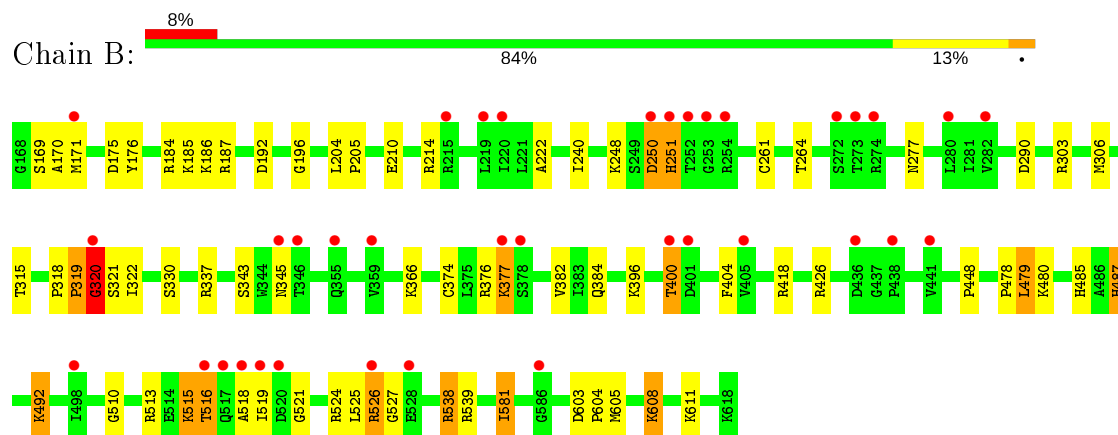 8%
Chain B:
84% 13% •
G168 S169 A170 M171 D175 Y176 R184 K185 K186 R187 D192 G196 L204 P205 E210 R214 R215 L219 I220 L221 A222 I240 K248 S249 D250 H251 T252 G253 R254 C261 T264 S272 T273 R274 N277 L280 I281 V282 D290 R303 M306
T315 P318 P319 G320 S321 I322 S330 R337 S343 W344 N345 T346 Q355 V359 K366 C374 L375 R376 K377 S378 V382 I383 Q384 K396 T400 D401 F404 V405 R418 R426 D436 G437 P438 V441 P448 P478 L479 K480 H485 A486 H487
K492 I498 G510 R513 E514 K515 T516 Q517 A518 I519 D520 G521 R524 L525 R526 G527 E528 R538 R539 I581 G586 D603 P604 M605 K608 K611 K618